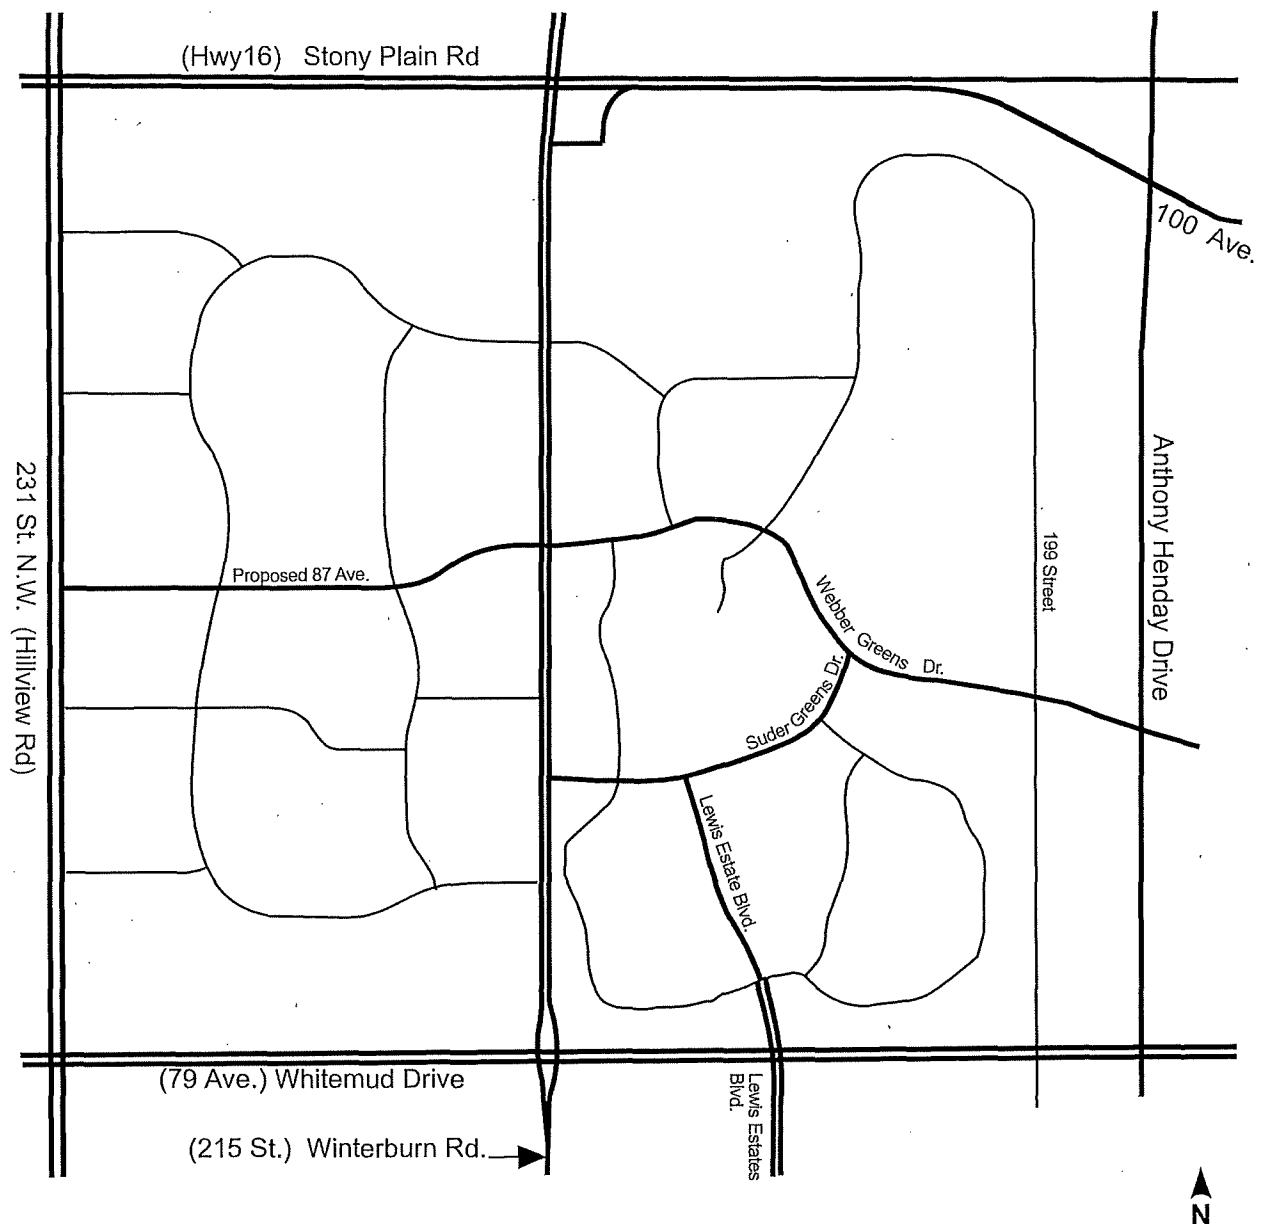 (Hwy16) Stony Plain Rd
100 Ave.
231 St. N.W. (Hillview Rd)
Anthony Henday Drive
199 Street
Proposed 87 Ave.
Webber Greens Dr.
Suder Greens Dr.
Lewis Estate Blvd.
(79 Ave.) Whitemud Drive
Lewis Estates
Blvd.
(215 St.) Winterburn Rd.
N